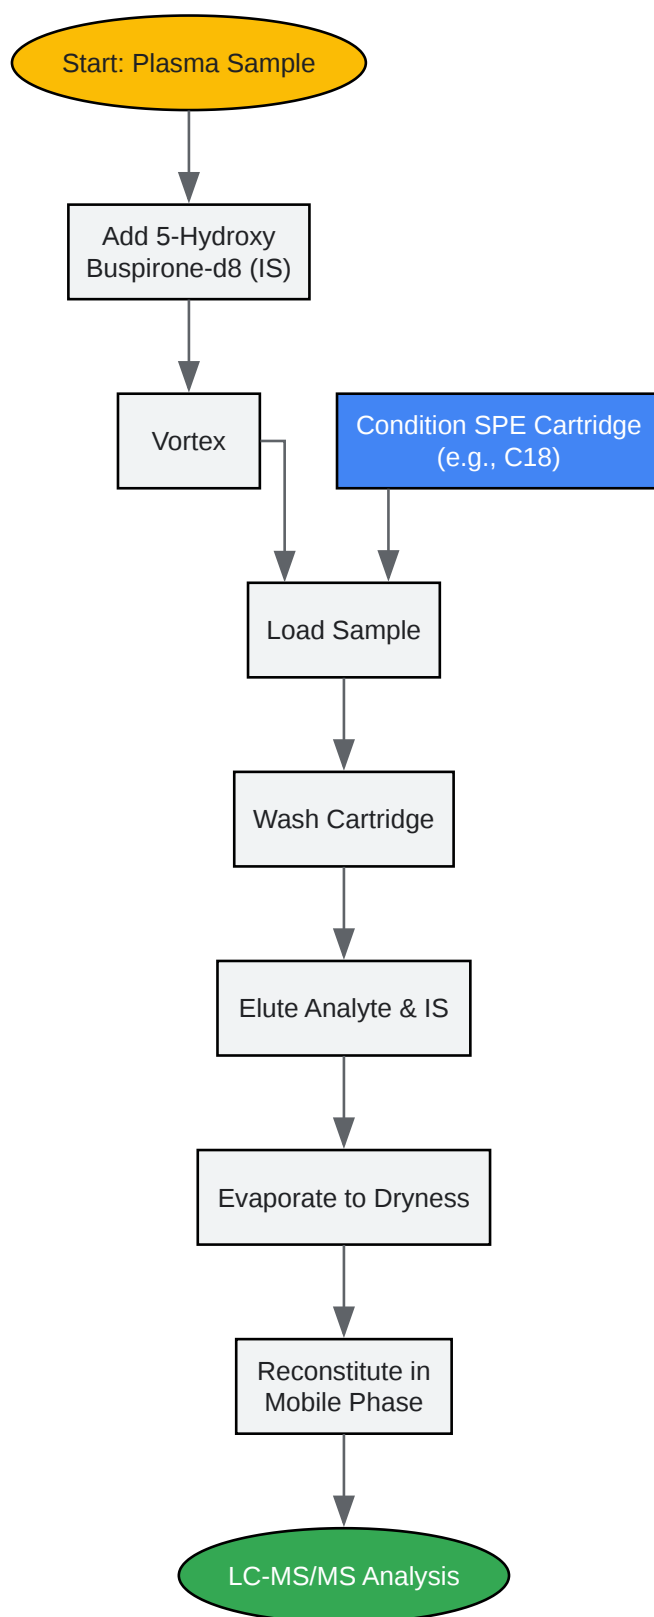 Start: Plasma Sample
Add 5-Hydroxy
Buspirone-d8 (IS)
Vortex
Condition SPE Cartridge
(e.g., C18)
Load Sample
Wash Cartridge
Elute Analyte & IS
Evaporate to Dryness
Reconstitute in
Mobile Phase
LC-MS/MS Analysis